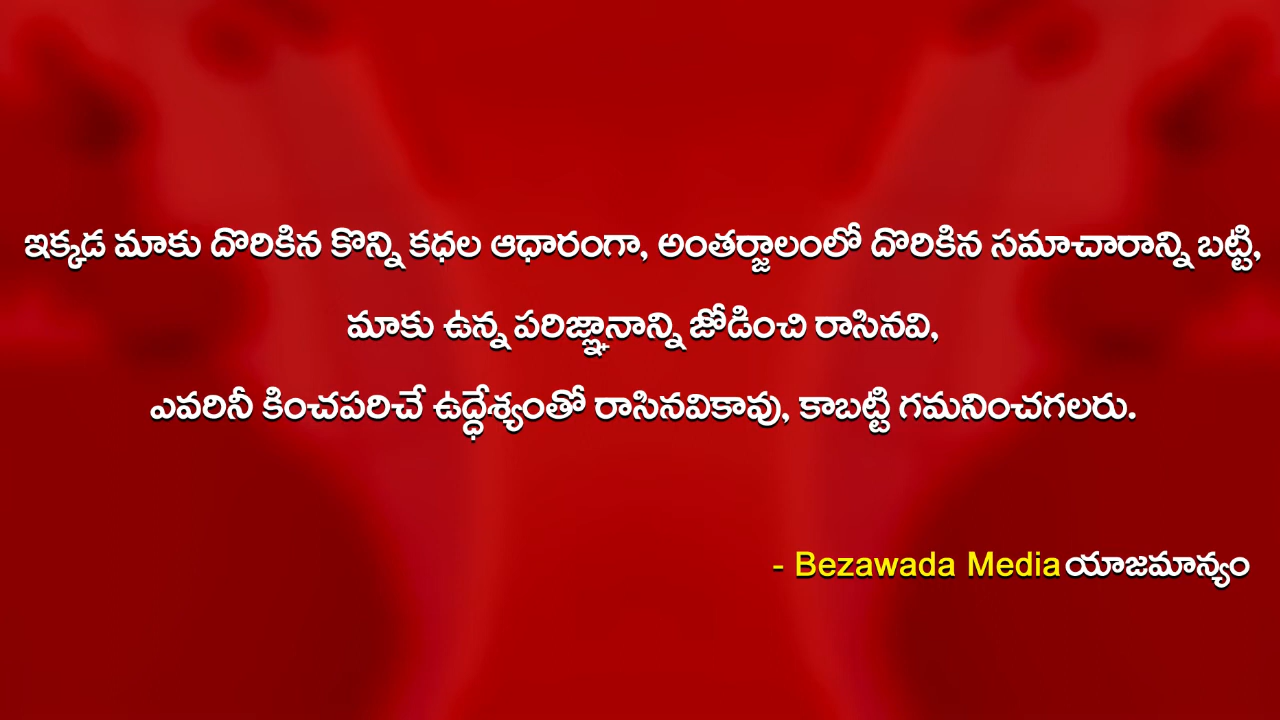 ఇక్కడ మాకు దొరికిన కొన్ని కధల ఆధారంగా, అంతర్జాలంలో దొరికిన సమాచారాన్ని బట్టి,
మాకు ఉన్న పరిజ్ఞానాన్ని జోడించి రాసినవి,
ఎవరినీ కించపరిచే ఉద్ధేశ్యంతో రాసినవికావు, కాబట్టి గమనించగలరు.
- Bezawada Media యాజమాన్యం